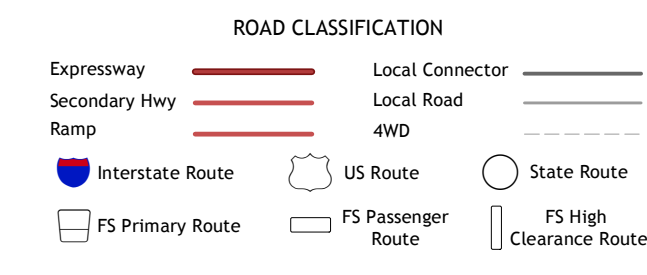 ROAD CLASSIFICATION
Expressway
Local Connector
Secondary Hwy
Local Road
Ramp
4WD
Interstate Route
US Route
State Route
FS Primary Route
FS Passenger
Route
FS High
Clearance Route